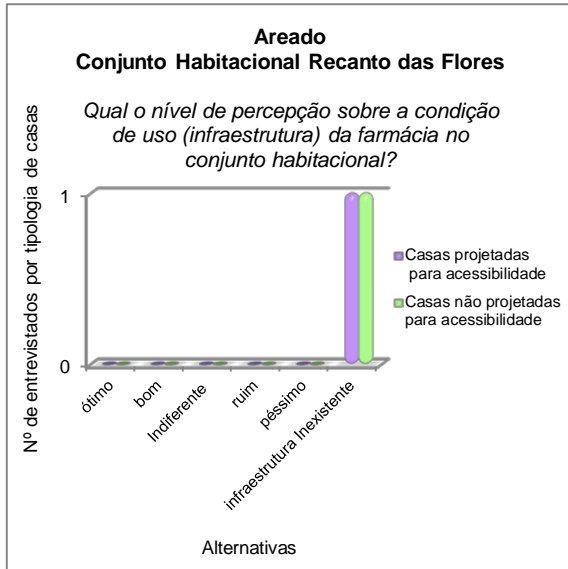 Areado
Conjunto Habitacional Recanto das Flores
Qual o nível de percepção sobre a condição
de uso (infraestrutura) da farmácia no
conjunto habitacional?
Nº de entrevistados por tipologia de casas
1
0
ótimo
bom
Indiferente
ruim
péssimo
infraestrutura Inexistente
Alternativas
Casas projetadas
para acessibilidade
Casas não projetadas
para acessibilidade